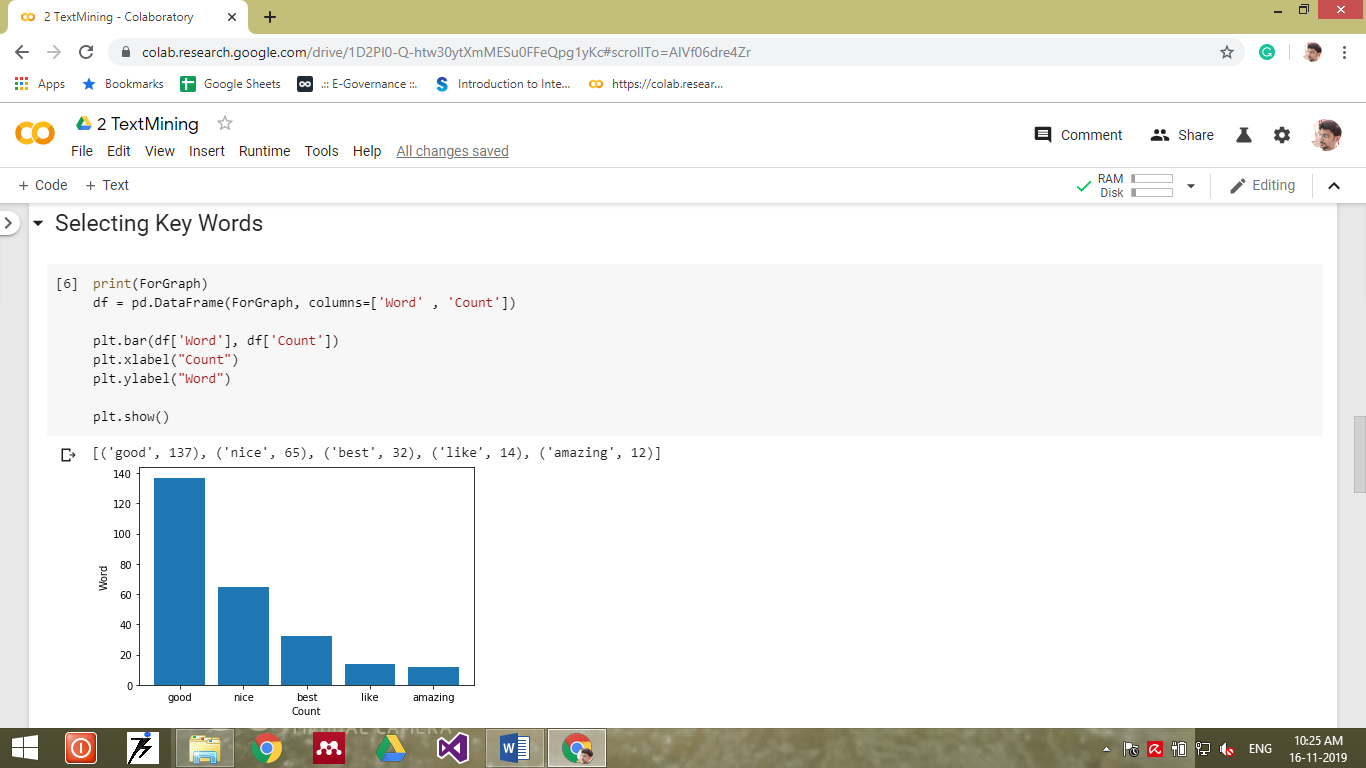 2 TextMining - Colaboratory
colab.research.google.com/drive/1D2PI0-Q-htw30ytXmMESu0FFeQpg1yKc#scrollTo=AIVf06dre4Zr
Apps Bookmarks Google Sheets .:: E-Governance ::. Introduction to Inte... https://colab.resear...
2 TextMining
File Edit View Insert Runtime Tools Help All changes saved
Comment Share
+ Code + Text
RAM
Disk
Editing
Selecting Key Words
[6] print(ForGraph)
df = pd.DataFrame(ForGraph, columns=['Word' , 'Count'])
plt.bar(df['Word'], df['Count'])
plt.xlabel("Count")
plt.ylabel("Word")
plt.show()
[('good', 137), ('nice', 65), ('best', 32), ('like', 14), ('amazing', 12)]
140
120
100
80
60
40
20
0
Word
good nice best like amazing
Count
ENG
10:25 AM
16-11-2019